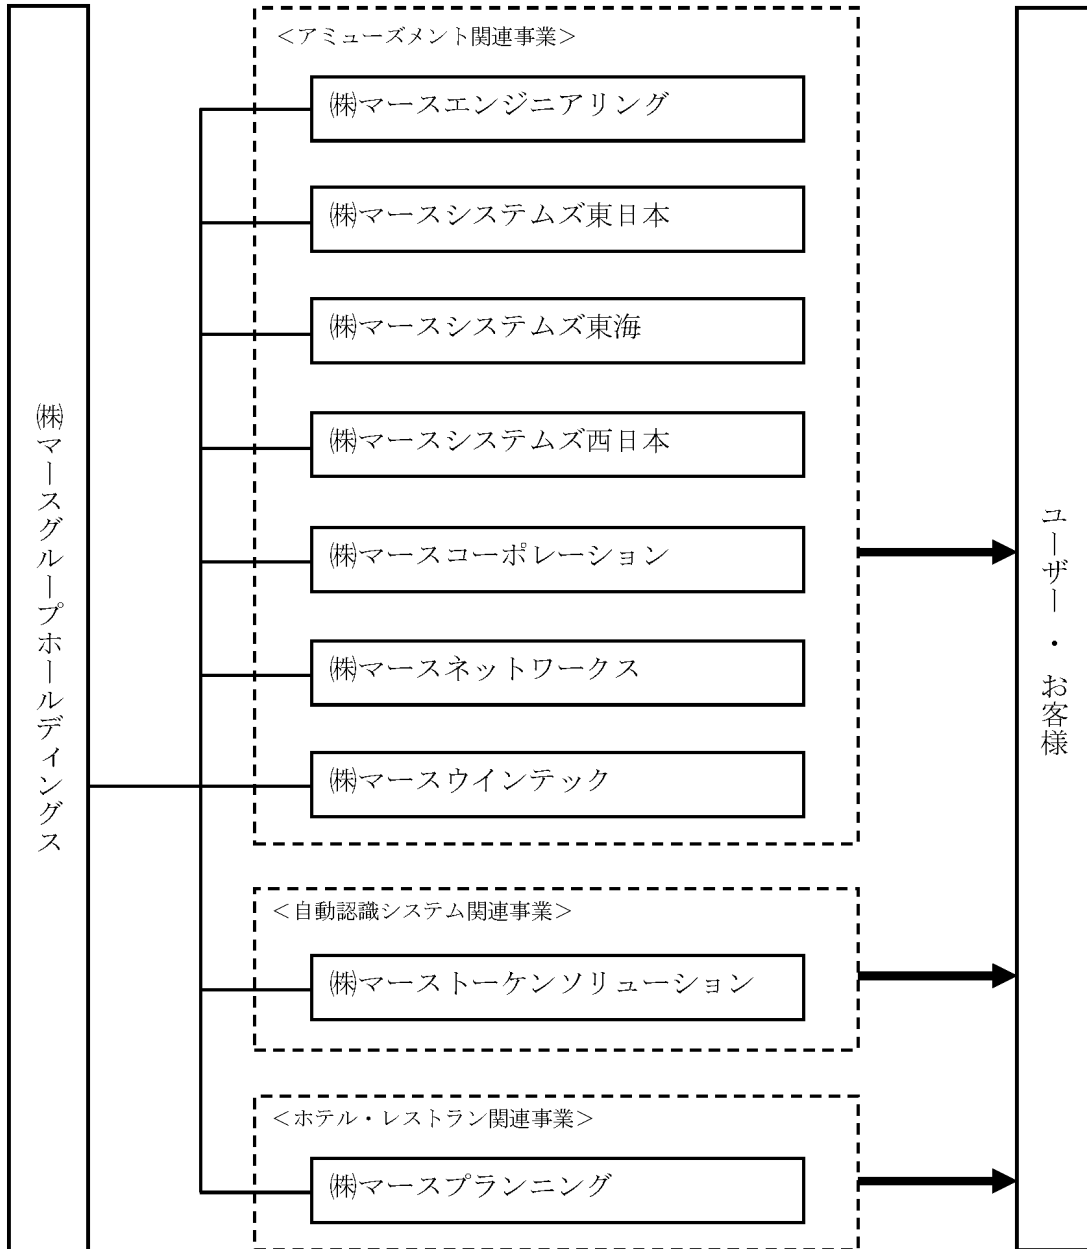 ㈱マースグループホールディングス
＜アミューズメント関連事業＞
㈱マースエンジニアリング
㈱マースシステムズ東日本
㈱マースシステムズ東海
㈱マースシステムズ西日本
㈱マースコーポレーション
㈱マースネットワークス
㈱マースウインテック
＜自動認識システム関連事業＞
㈱マーストーケンソリューション
＜ホテル・レストラン関連事業＞
㈱マースプランニング
ユーザー・お客様